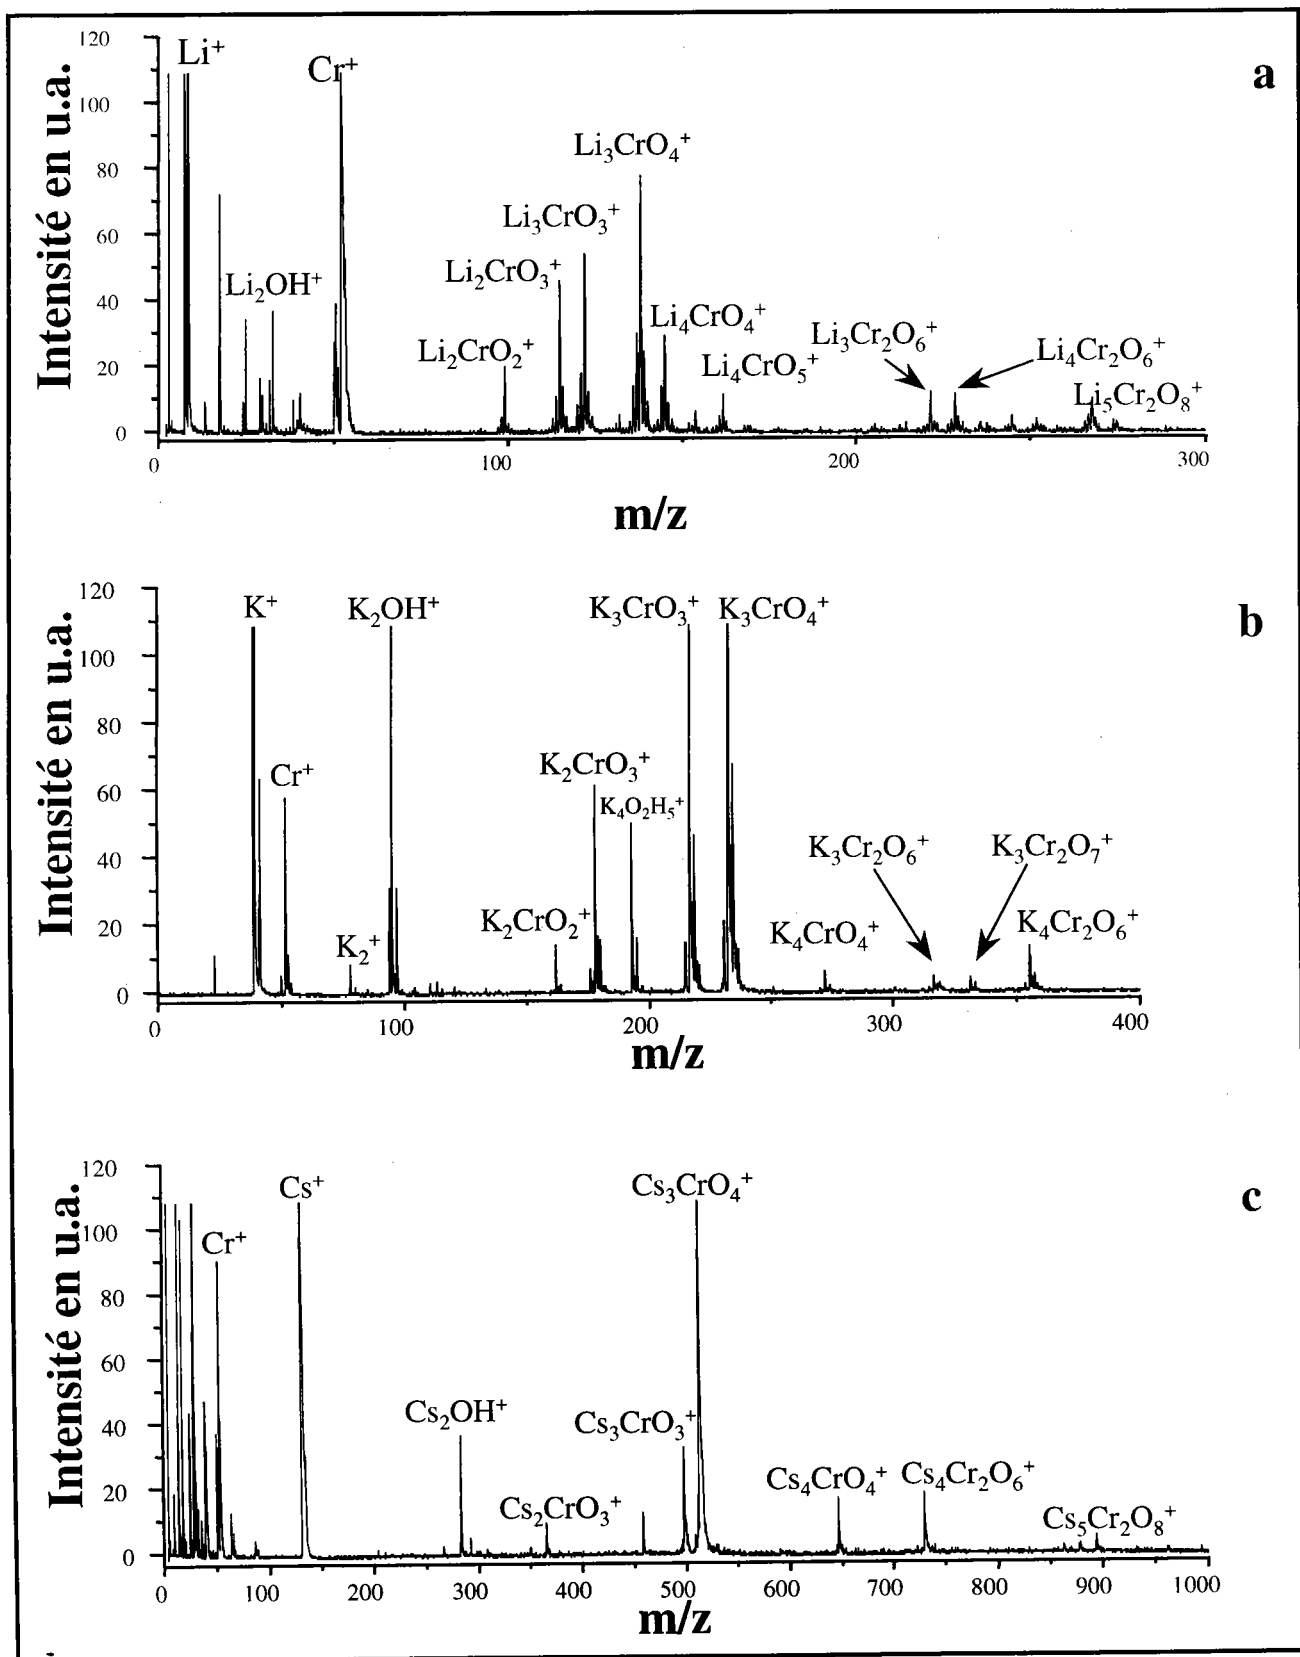 a
Intensité en u.a.
120
100
80
60
40
20
0
Li⁺
Cr⁺
Li₃CrO₄⁺
Li₃CrO₃⁺
Li₂CrO₃⁺
Li₂OH⁺
Li₄CrO₄⁺
Li₂CrO₂⁺
Li₄CrO₅⁺
Li₃Cr₂O₆⁺
Li₄Cr₂O₆⁺
Li₅Cr₂O₈⁺
0 100 200 300
m/z
b
Intensité en u.a.
120
100
80
60
40
20
0
K⁺
K₂OH⁺
K₃CrO₃⁺
K₃CrO₄⁺
Cr⁺
K₂CrO₃⁺
K₄O₂H₅⁺
K₂⁺
K₂CrO₂⁺
K₄CrO₄⁺
K₃Cr₂O₆⁺
K₃Cr₂O₇⁺
K₄Cr₂O₆⁺
0 100 200 300 400
m/z
c
Intensité en u.a.
120
100
80
60
40
20
0
Cr⁺
Cs⁺
Cs₃CrO₄⁺
Cs₂OH⁺
Cs₃CrO₃⁺
Cs₂CrO₃⁺
Cs₄CrO₄⁺
Cs₄Cr₂O₆⁺
Cs₅Cr₂O₈⁺
0 100 200 300 400 500 600 700 800 900 1000
m/z